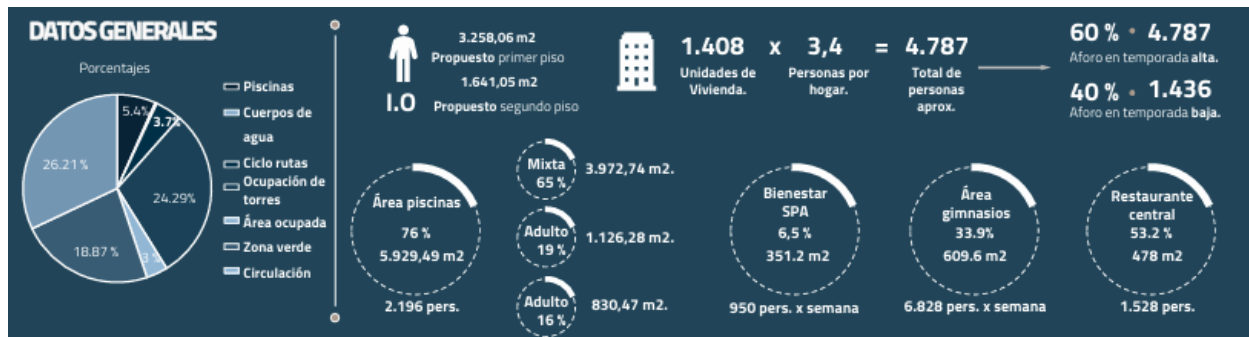 DATOS GENERALES
Porcentajes
5.4%
3.7%
24.29%
3 %
18.87 %
26.21 %
Piscinas
Cuerpos de
agua
Ciclo rutas
Ocupación de
torres
Área ocupada
Zona verde
Circulación
I.O
3.258,06 m2
Propuesto primer piso
1.641,05 m2
Propuesto segundo piso
1.408 x 3,4 = 4.787
Unidades de
Vivienda.
Personas por
hogar.
Total de
personas
aprox.
60 % • 4.787
Aforo en temporada alta.
40 % • 1.436
Aforo en temporada baja.
Área piscinas
76 %
5.929,49 m2
2.196 pers.
Mixta
65 %
3.972,74 m2.
Adulto
19 %
1.126,28 m2.
Adulto
16 %
830,47 m2.
Bienestar
SPA
6,5 %
351.2 m2
950 pers. x semana
Área
gimnasios
33.9%
609.6 m2
6.828 pers. x semana
Restaurante
central
53.2 %
478 m2
1.528 pers.